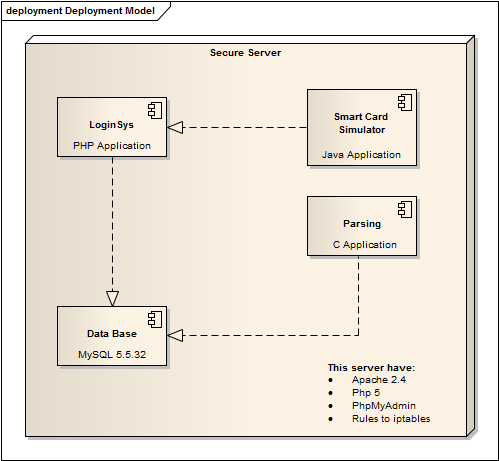 deployment Deployment Model
Secure Server
LoginSys
PHP Application
Smart Card
Simulator
Java Application
Parsing
C Application
Data Base
MySQL 5.5.32
This server have:
• Apache 2.4
• Php 5
• PhpMyAdmin
• Rules to iptables